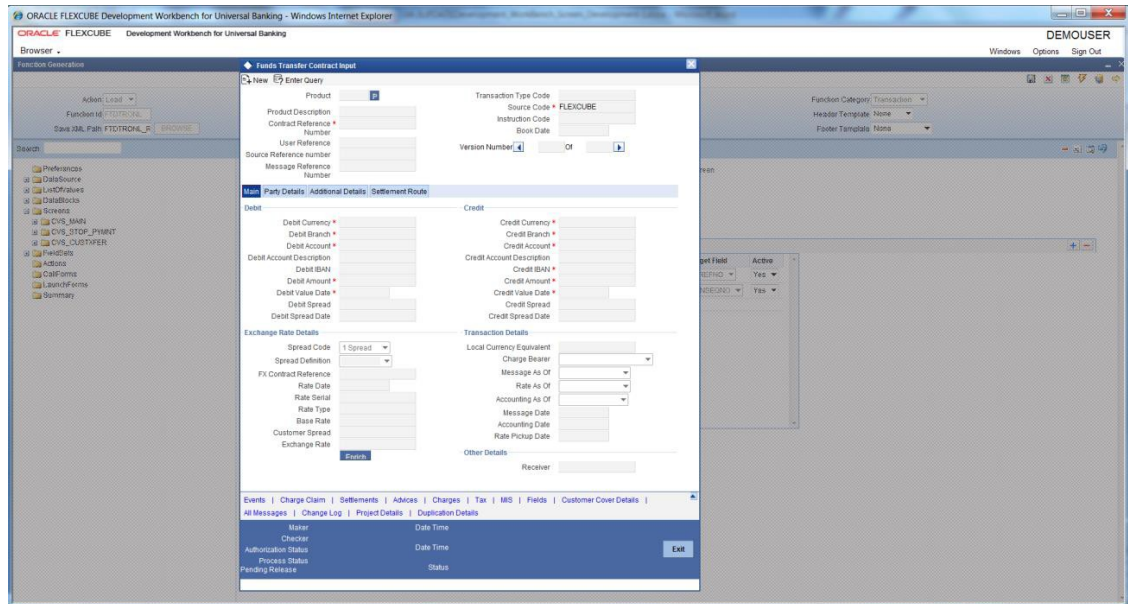 ORACLE FLEXCUBE Development Workbench for Universal Banking - Windows Internet Explorer
ORACLE FLEXCUBE Development Workbench for Universal Banking
DEMOUSER
Browser
Windows Options Sign Out
Function Generation
Funds Transfer Contract Input
New Enter Query
Action Load
Function Id FTDTRONL
Save XML Path FTDTRONL_R BROWSE
Function Category Transaction
Header Template None
Footer Template None
Search
Preferences
DataSource
ListOfValues
DataBlocks
Screens
CVS_MAIN
CVS_STOP_PYMNT
CVS_CUSTXFER
FieldSets
Actions
CallForms
LaunchForms
Summary
Product P
Product Description
Contract Reference Number *
User Reference
Source Reference number
Message Reference Number
Transaction Type Code
Source Code * FLEXCUBE
Instruction Code
Book Date
Version Number Of
Main Party Details Additional Details Settlement Route
Debit
Debit Currency *
Debit Branch *
Debit Account *
Debit Account Description
Debit IBAN
Debit Amount *
Debit Value Date *
Debit Spread
Debit Spread Date
Credit
Credit Currency *
Credit Branch *
Credit Account *
Credit Account Description
Credit IBAN *
Credit Amount *
Credit Value Date *
Credit Spread
Credit Spread Date
Exchange Rate Details
Spread Code 1 Spread
Spread Definition
FX Contract Reference
Rate Date
Rate Serial
Rate Type
Base Rate
Customer Spread
Exchange Rate
Enrich
Transaction Details
Local Currency Equivalent
Charge Bearer
Message As Of
Rate As Of
Accounting As Of
Message Date
Accounting Date
Rate Pickup Date
Other Details
Receiver
reen
get Field Active
REFNO Yes
Yes
Events | Charge Claim | Settlements | Advices | Charges | Tax | MIS | Fields | Customer Cover Details |
All Messages | Change Log | Project Details | Duplication Details
Maker Date Time
Checker
Authorization Status Date Time
Process Status
Pending Release Status
Exit